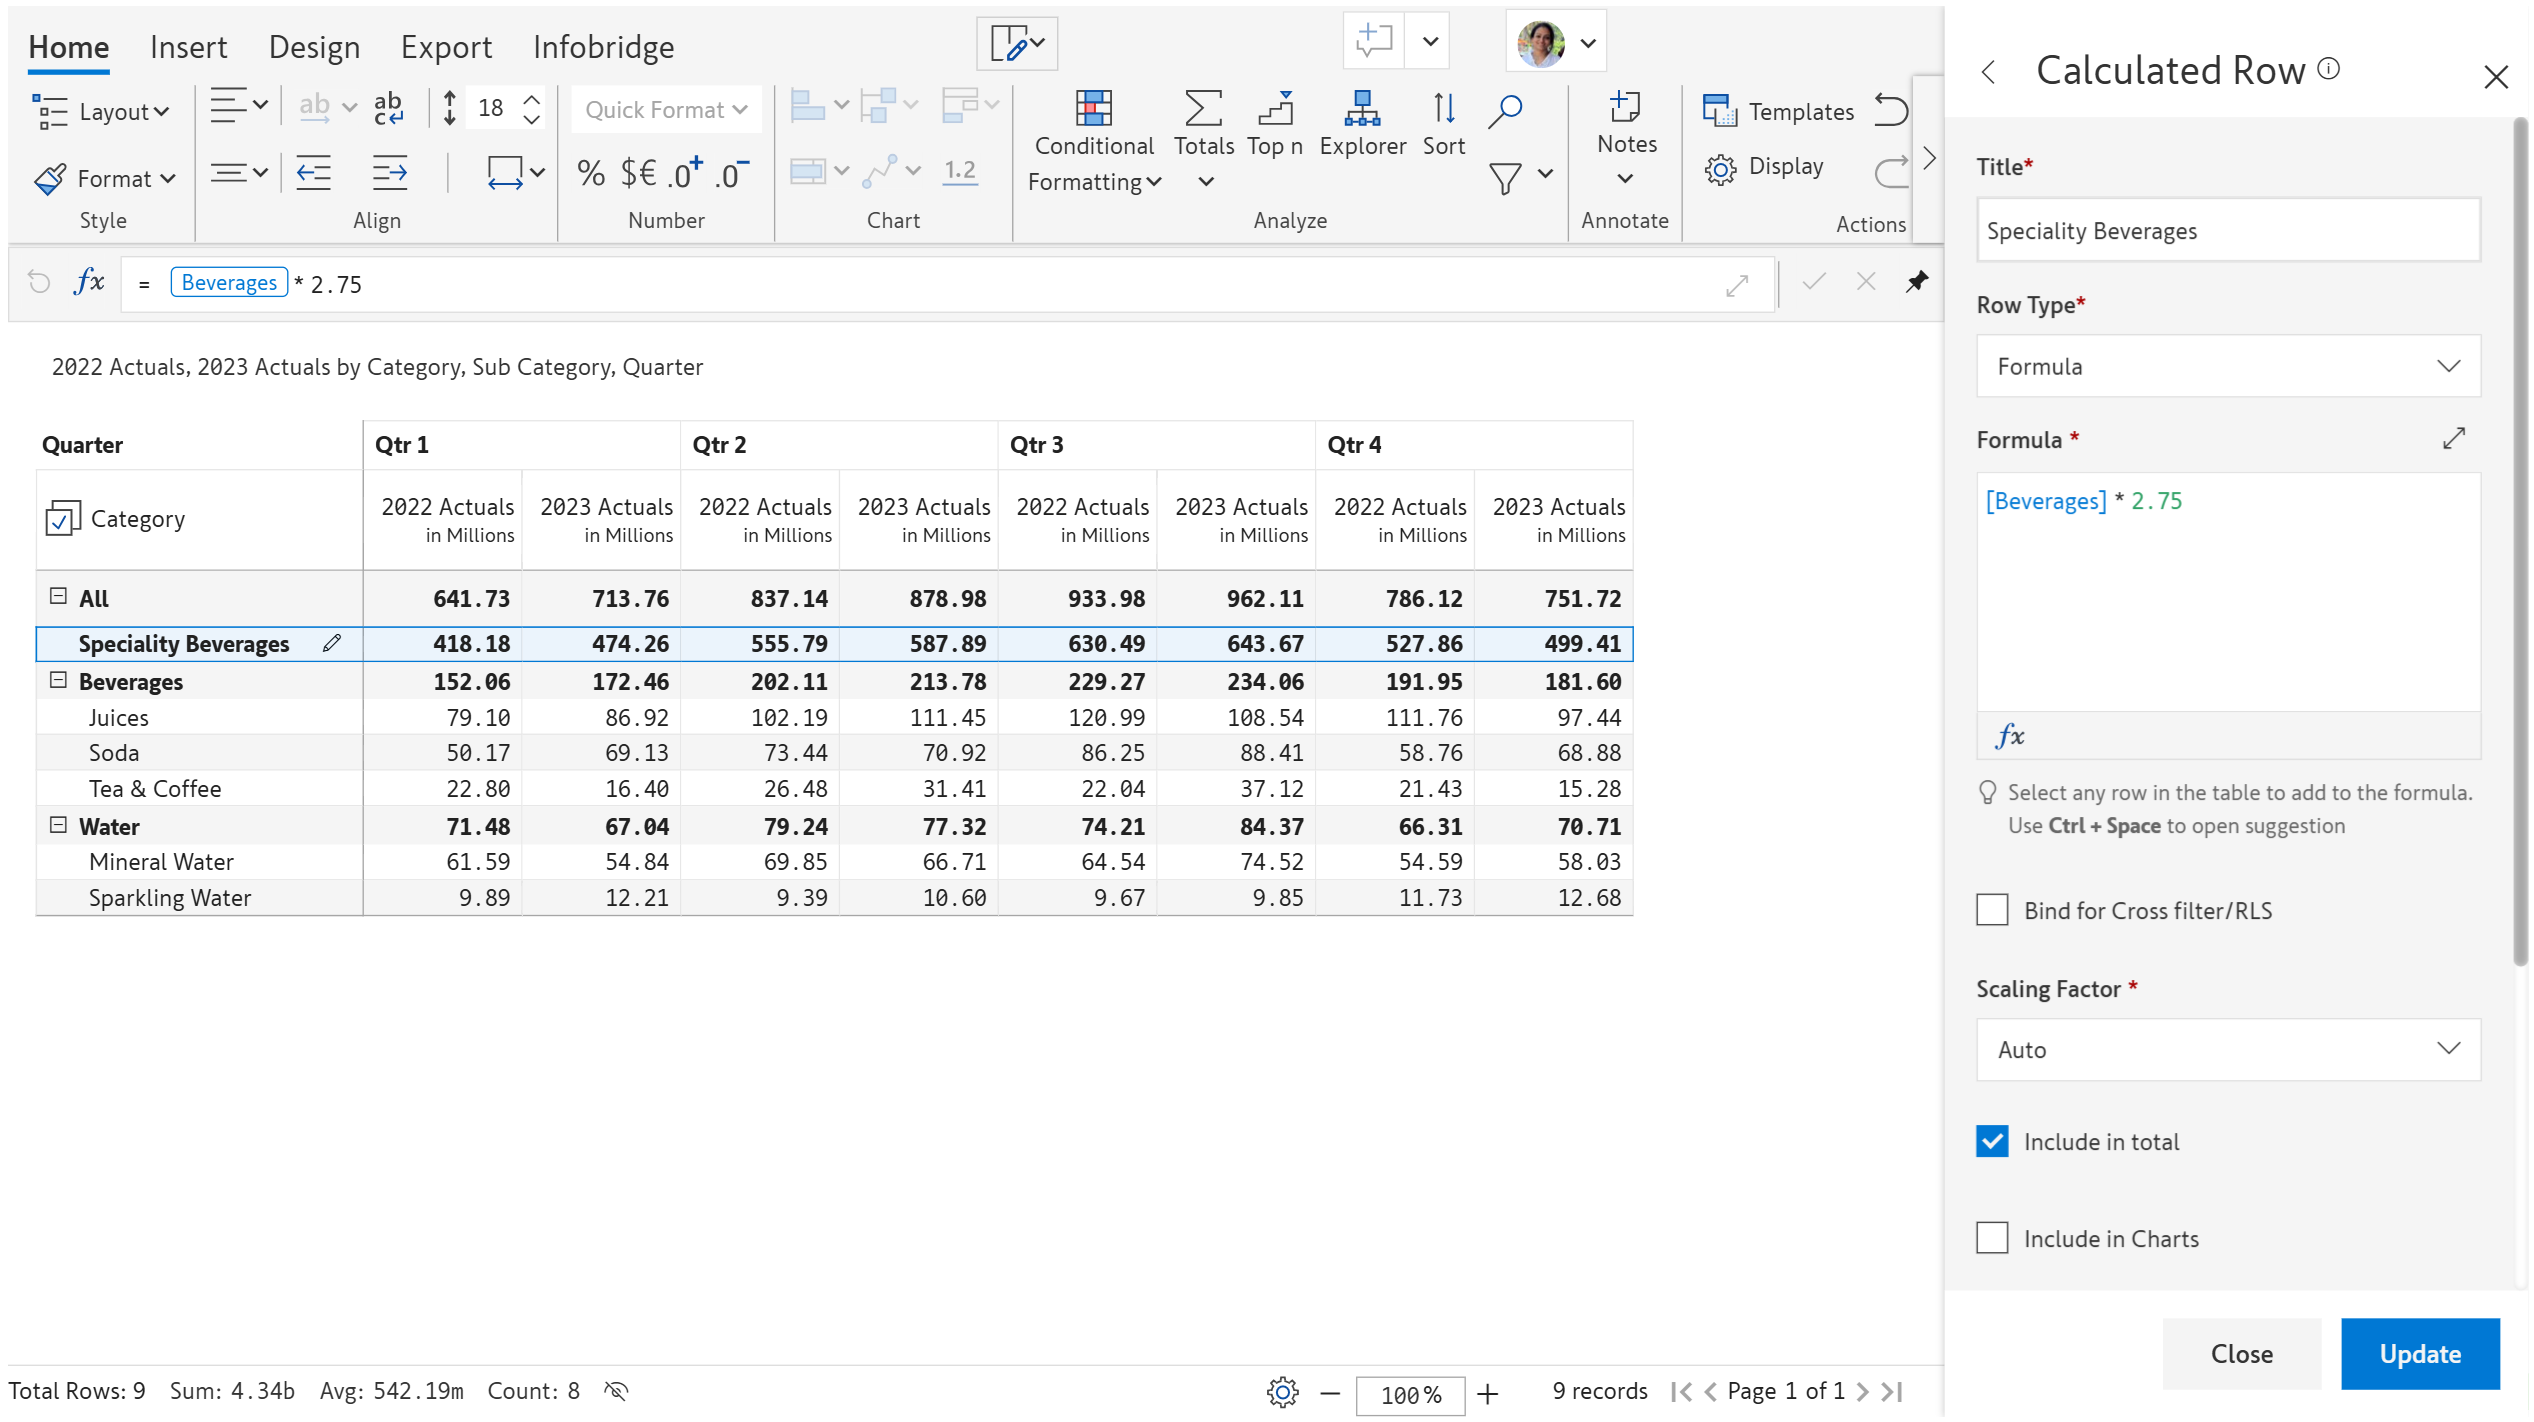 Home Insert Design Export Infobridge
Layout ab ab c 18 Quick Format
Format % $€ .0+ .0- 1.2
Conditional Formatting Totals Top n Explorer Sort Notes Templates Display
Style Align Number Chart Analyze Annotate Actions
fx = Beverages * 2.75
2022 Actuals, 2023 Actuals by Category, Sub Category, Quarter
Quarter Qtr 1 Qtr 2 Qtr 3 Qtr 4
Category 2022 Actuals 2023 Actuals 2022 Actuals 2023 Actuals 2022 Actuals 2023 Actuals 2022 Actuals 2023 Actuals
in Millions in Millions in Millions in Millions in Millions in Millions in Millions in Millions
All 641.73 713.76 837.14 878.98 933.98 962.11 786.12 751.72
Speciality Beverages 418.18 474.26 555.79 587.89 630.49 643.67 527.86 499.41
Beverages 152.06 172.46 202.11 213.78 229.27 234.06 191.95 181.60
Juices 79.10 86.92 102.19 111.45 120.99 108.54 111.76 97.44
Soda 50.17 69.13 73.44 70.92 86.25 88.41 58.76 68.88
Tea & Coffee 22.80 16.40 26.48 31.41 22.04 37.12 21.43 15.28
Water 71.48 67.04 79.24 77.32 74.21 84.37 66.31 70.71
Mineral Water 61.59 54.84 69.85 66.71 64.54 74.52 54.59 58.03
Sparkling Water 9.89 12.21 9.39 10.60 9.67 9.85 11.73 12.68
Total Rows: 9 Sum: 4.34b Avg: 542.19m Count: 8 100% 9 records Page 1 of 1
Calculated Row
Title*
Speciality Beverages
Row Type*
Formula
Formula *
[Beverages] * 2.75
fx
Select any row in the table to add to the formula.
Use Ctrl + Space to open suggestion
Bind for Cross filter/RLS
Scaling Factor *
Auto
Include in total
Include in Charts
Close Update